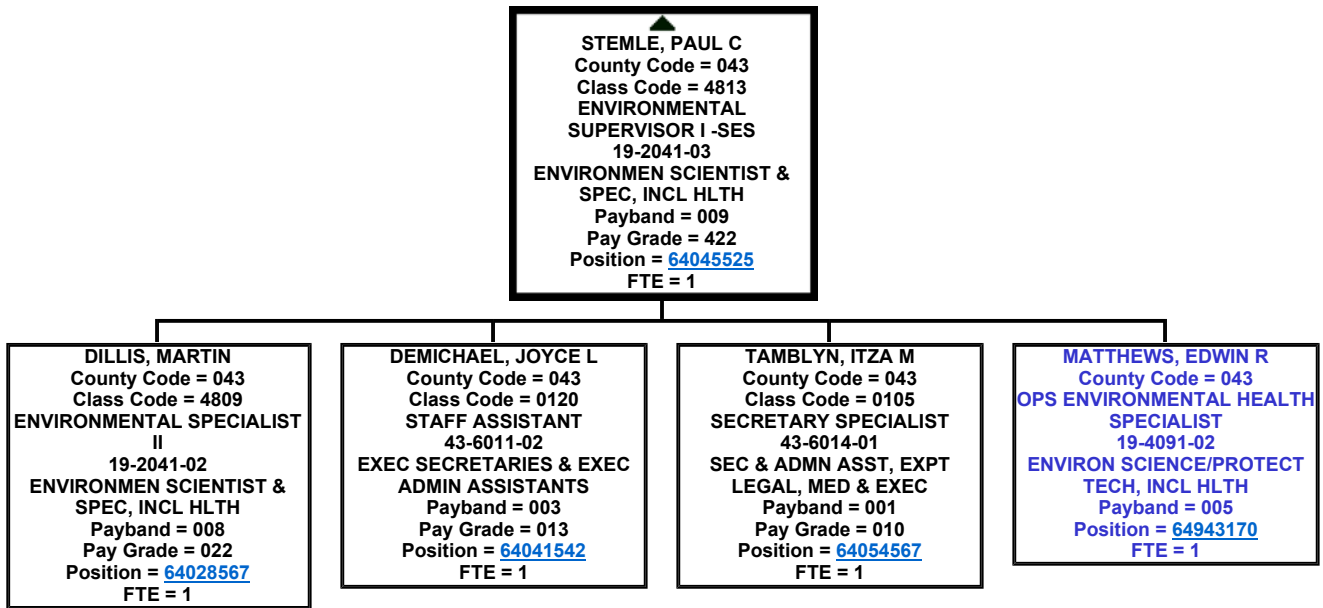 STEMLE, PAUL C
County Code = 043
Class Code = 4813
ENVIRONMENTAL
SUPERVISOR I -SES
19-2041-03
ENVIRONMEN SCIENTIST &
SPEC, INCL HLTH
Payband = 009
Pay Grade = 422
Position = 64045525
FTE = 1
DILLIS, MARTIN
County Code = 043
Class Code = 4809
ENVIRONMENTAL SPECIALIST
II
19-2041-02
ENVIRONMEN SCIENTIST &
SPEC, INCL HLTH
Payband = 008
Pay Grade = 022
Position = 64028567
FTE = 1
DEMICHAEL, JOYCE L
County Code = 043
Class Code = 0120
STAFF ASSISTANT
43-6011-02
EXEC SECRETARIES & EXEC
ADMIN ASSISTANTS
Payband = 003
Pay Grade = 013
Position = 64041542
FTE = 1
TAMBLYN, ITZA M
County Code = 043
Class Code = 0105
SECRETARY SPECIALIST
43-6014-01
SEC & ADMN ASST, EXPT
LEGAL, MED & EXEC
Payband = 001
Pay Grade = 010
Position = 64054567
FTE = 1
MATTHEWS, EDWIN R
County Code = 043
OPS ENVIRONMENTAL HEALTH
SPECIALIST
19-4091-02
ENVIRON SCIENCE/PROTECT
TECH, INCL HLTH
Payband = 005
Position = 64943170
FTE = 1